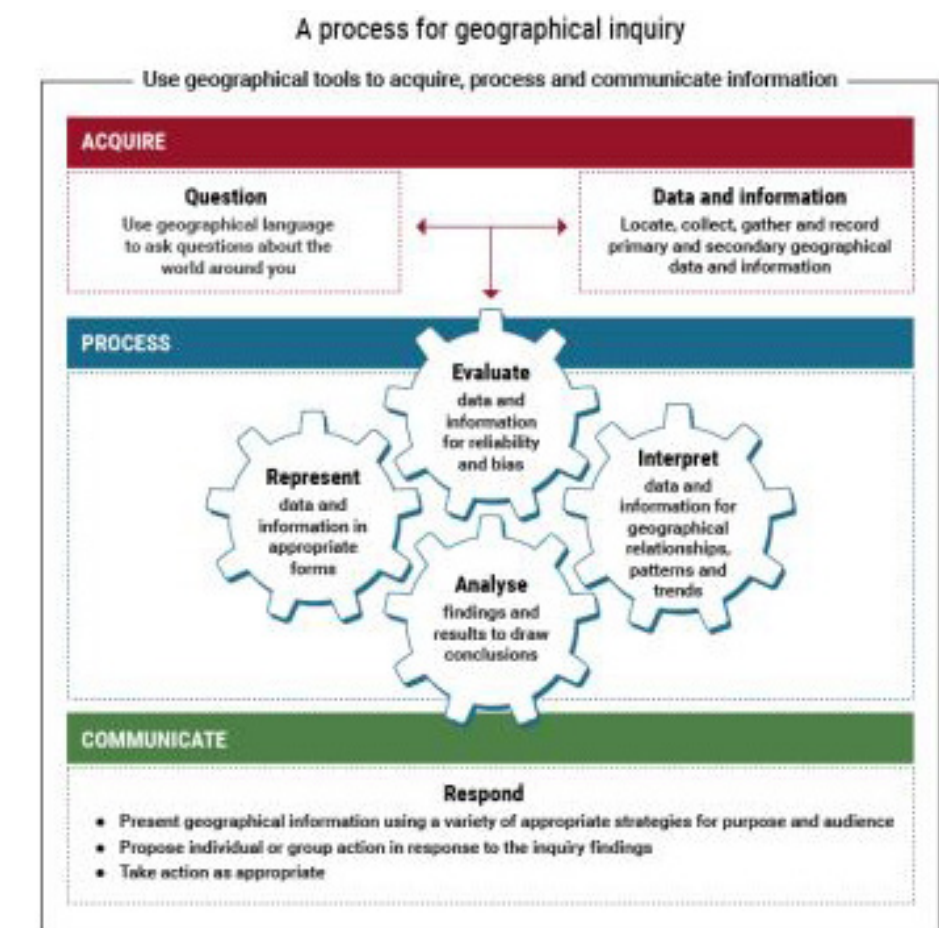 A process for geographical inquiry
Use geographical tools to acquire, process and communicate information
ACQUIRE
Question
Use geographical language
to ask questions about the
world around you
Data and information
Locate, collect, gather and record
primary and secondary geographical
data and information
PROCESS
Evaluate
data and
information
for reliability
and bias
Represent
data and
information in
appropriate
forms
Interpret
data and
information for
geographical
relationships,
patterns and
trends
Analyse
findings and
results to draw
conclusions
COMMUNICATE
Respond
• Present geographical information using a variety of appropriate strategies for purpose and audience
• Propose individual or group action in response to the inquiry findings
• Take action as appropriate